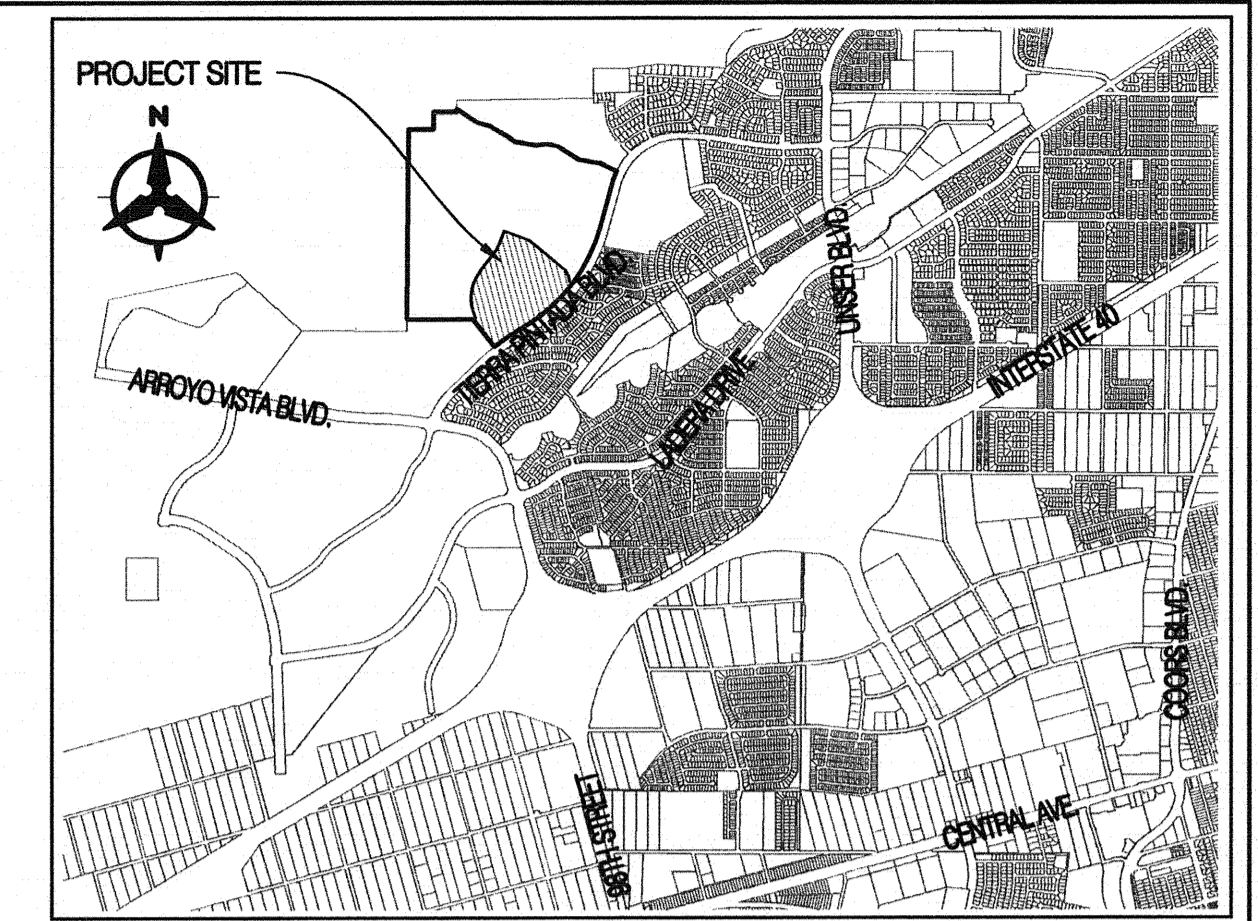 PROJECT SITE
N
UNSER BLVD.
TIERRA PINTADA BLVD.
INTERSTATE 40
ARROYO VISTA BLVD.
LADERA DRIVE
COORS BLVD.
98TH STREET
CENTRAL AVE.